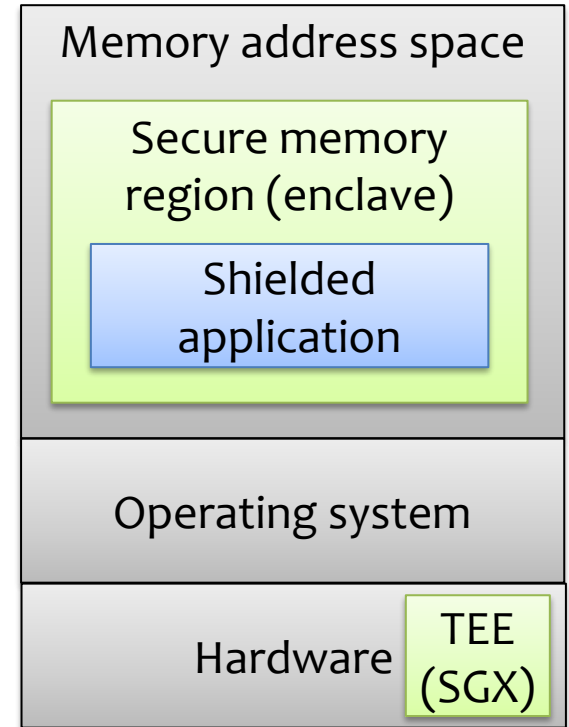 Memory address space
Secure memory
region (enclave)
Shielded
application
Operating system
Hardware
TEE
(SGX)